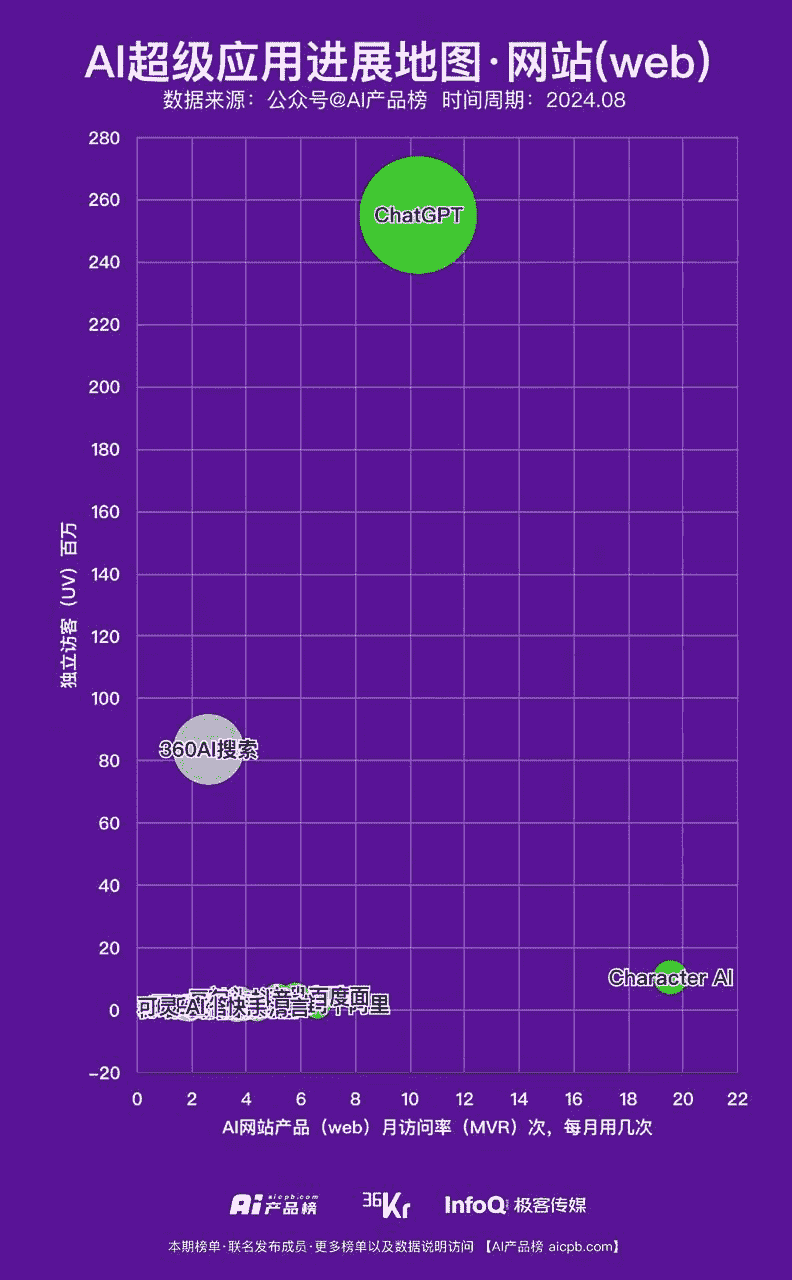 AI超级应用进展地图·网站(web)
数据来源：公众号@AI产品榜 时间周期：2024.08
280
260
ChatGPT
240
220
200
180
160
独立访客（UV）百万
140
120
100
360AI搜索
80
60
40
20
Character AI
百度
可灵AI
快手
0
-20
0 2 4 6 8 10 12 14 16 18 20 22
AI网站产品（web）月访问率（MVR）次，每月用几次
Ai aicpb.com 产品榜
36Kr
InfoQ 极客传媒
本期榜单·联名发布成员·更多榜单以及数据说明访问 【AI产品榜 aicpb.com】